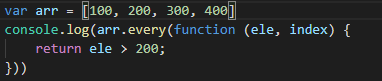 var arr = [100, 200, 300, 400]
console.log(arr.every(function (ele, index) {
    return ele > 200;
}))